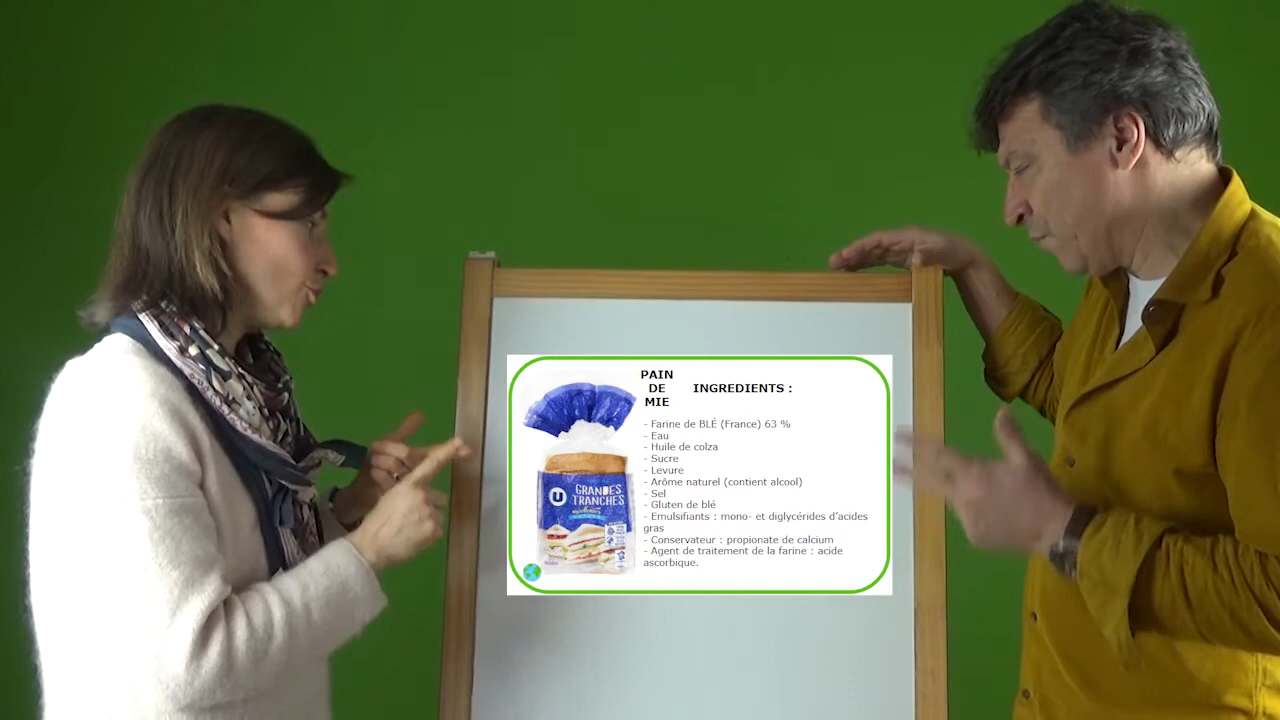 PAIN
DE
MIE
INGREDIENTS :
- Farine de BLÉ (France) 63 %
- Eau
- Huile de colza
- Sucre
- Levure
- Arôme naturel (contient alcool)
- Sel
- Gluten de blé
- Emulsifiants : mono- et diglycérides d’acides
gras
- Conservateur : propionate de calcium
- Agent de traitement de la farine : acide
ascorbique.
U
GRANDES
TRANCHES